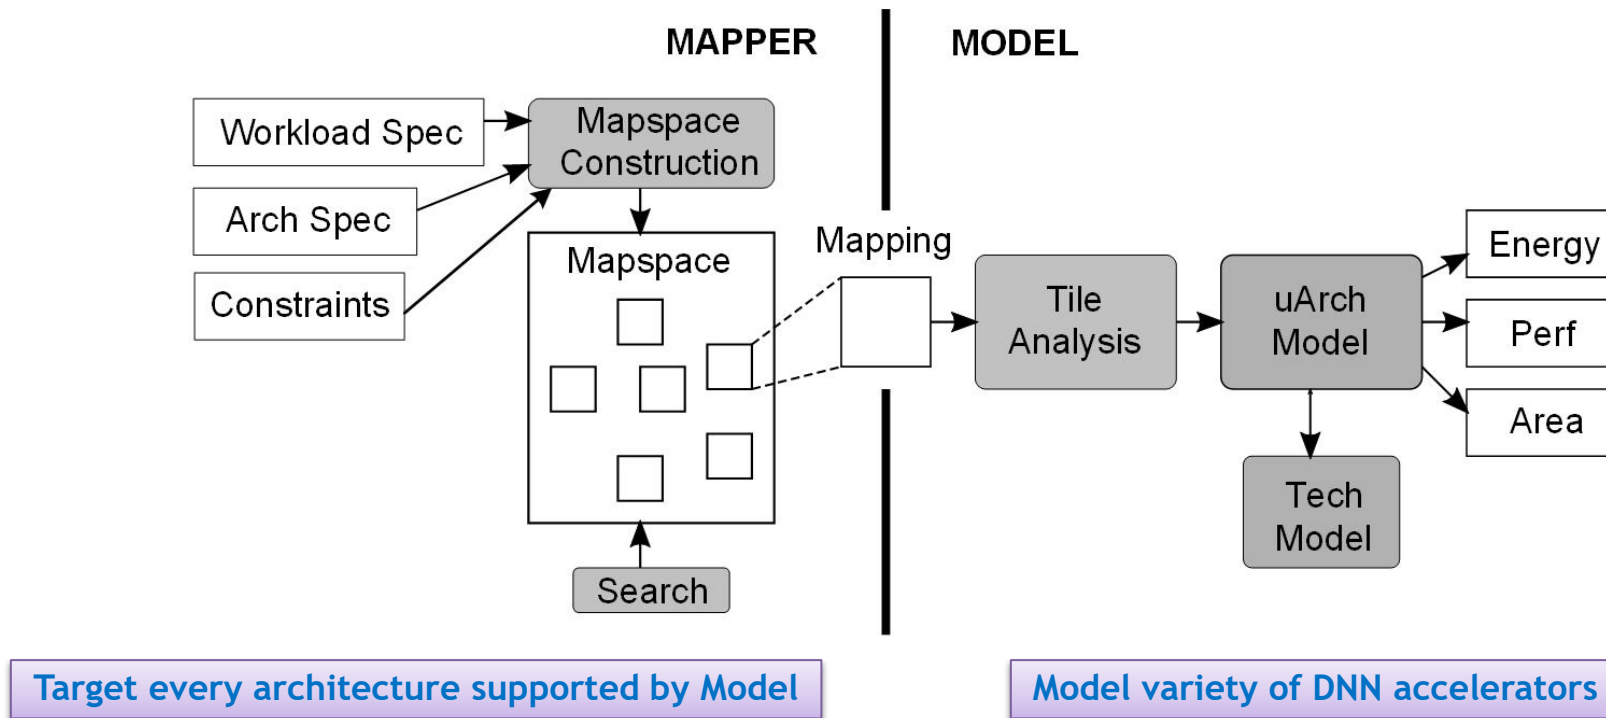 MAPPER
MODEL
Workload Spec
Arch Spec
Constraints
Mapspace
Construction
Mapspace
Search
Mapping
Tile
Analysis
uArch
Model
Tech
Model
Energy
Perf
Area
Target every architecture supported by Model
Model variety of DNN accelerators